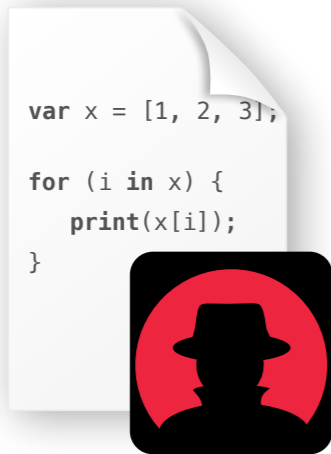 var x = [1, 2, 3];
for (i in x) {
print(x[i]);
}